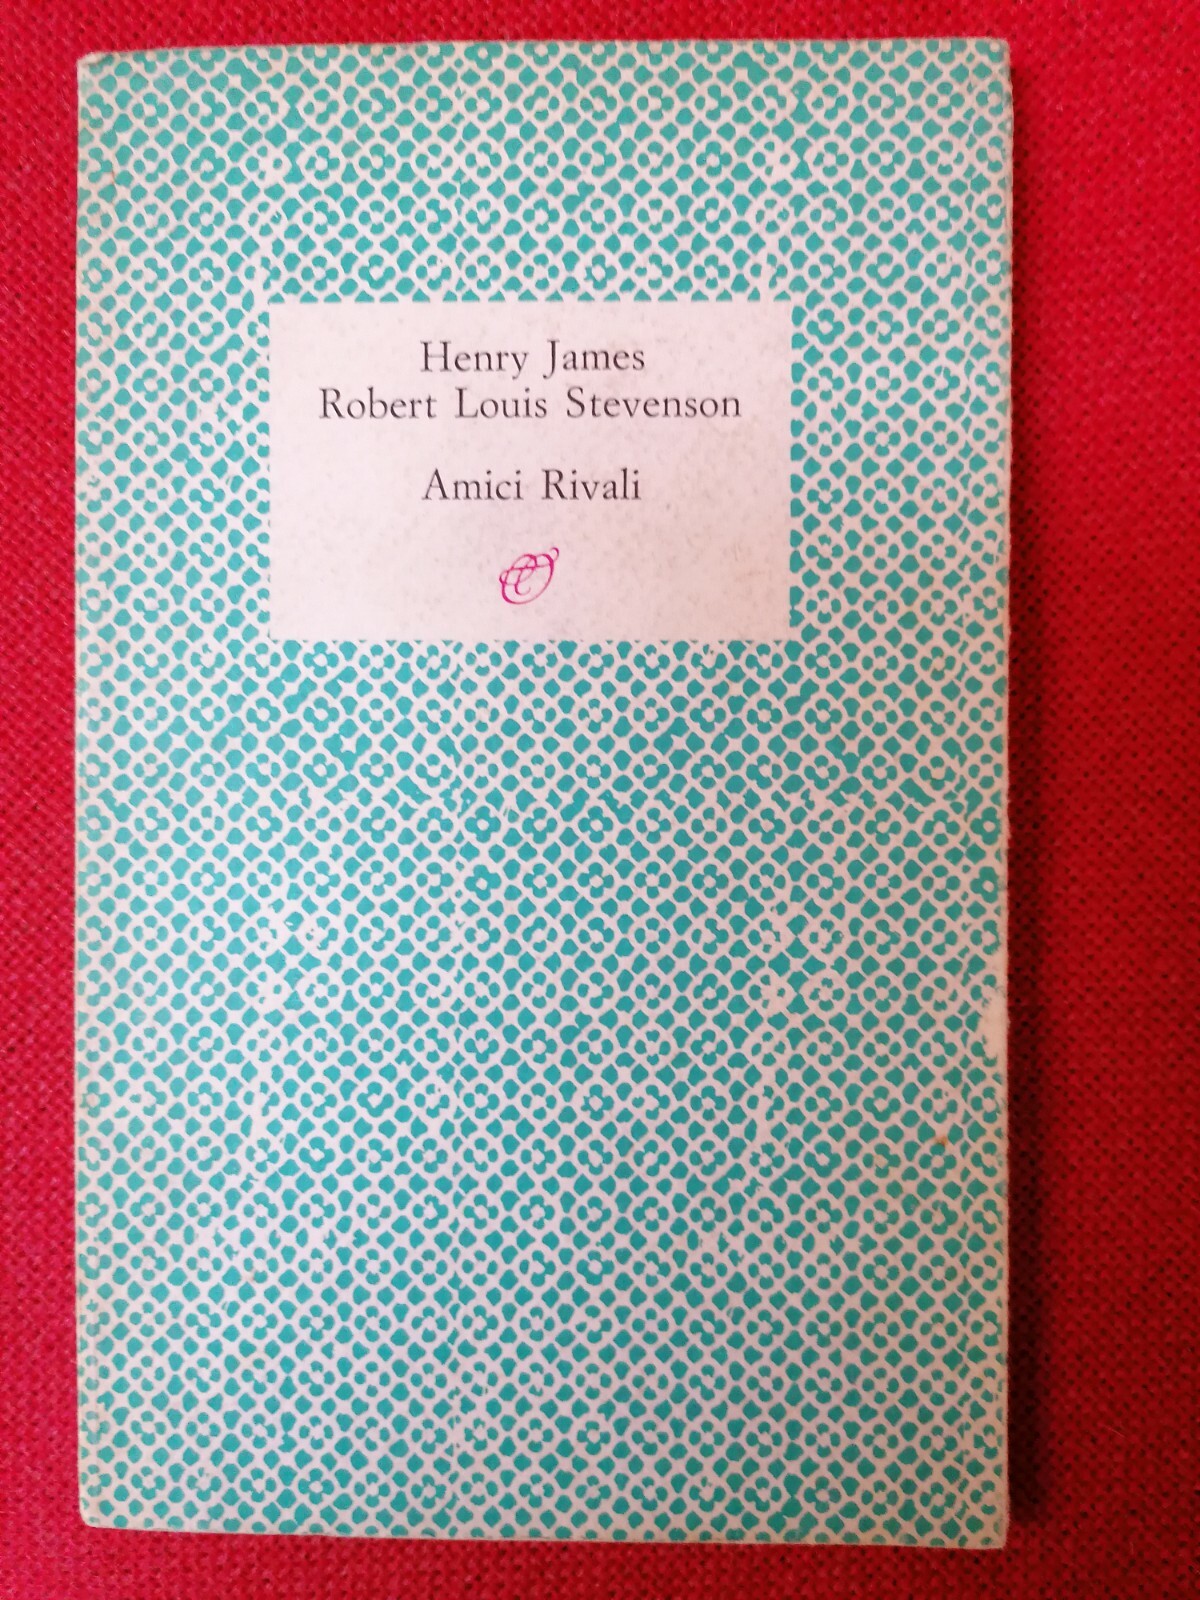 Henry James
Robert Louis Stevenson
Amici Rivali